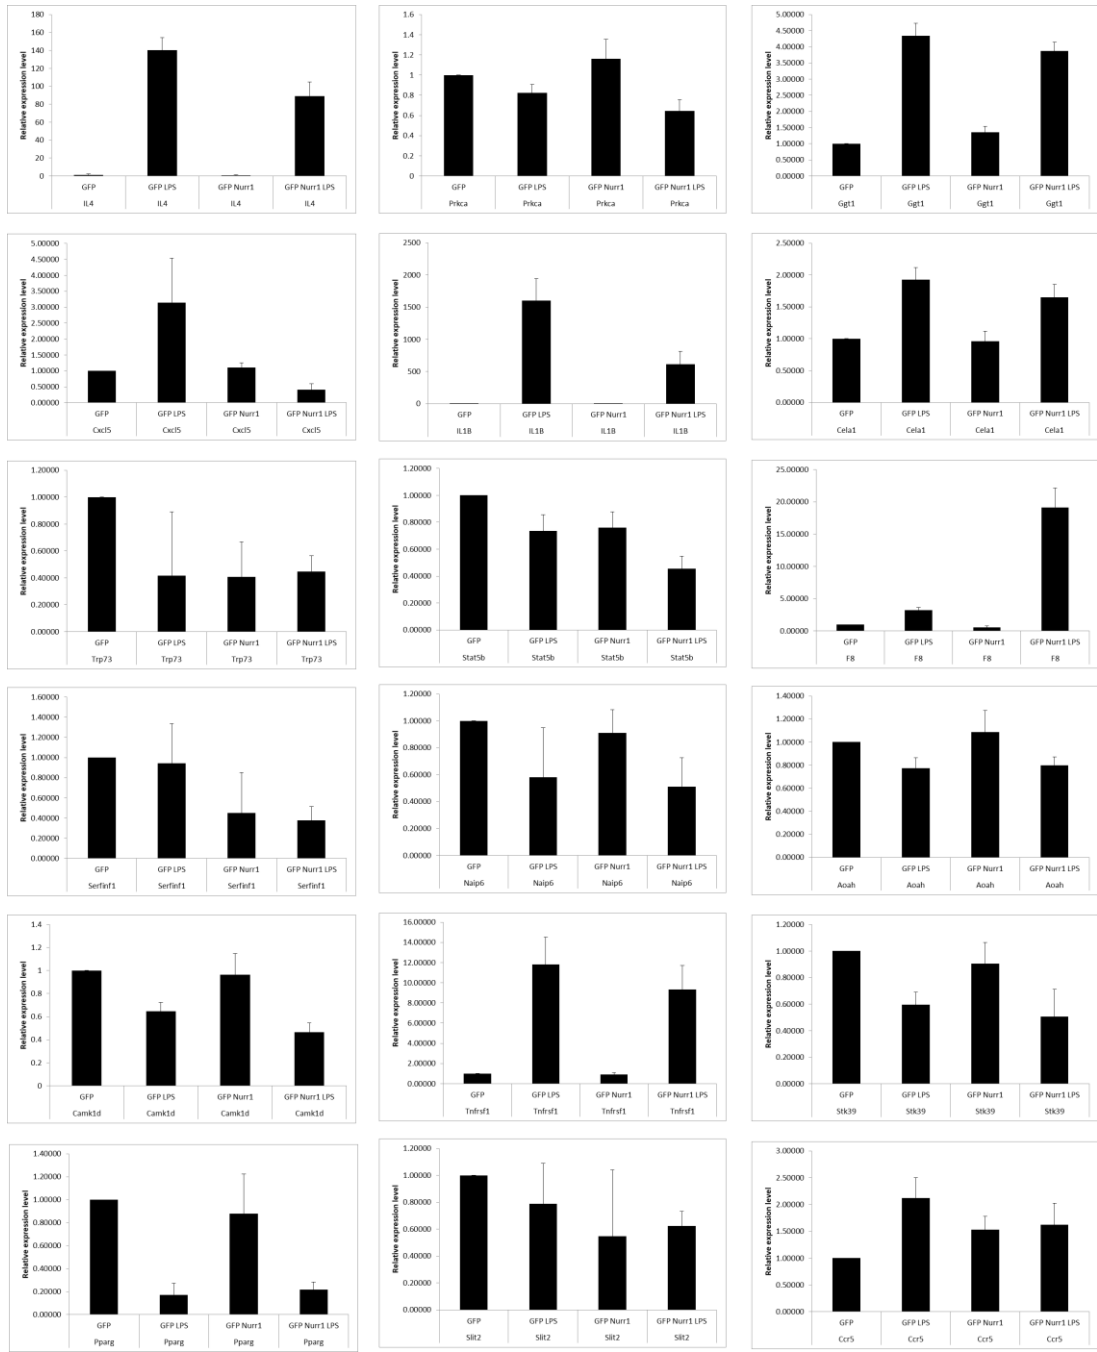 Relative expression level
180
160
140
120
100
80
60
40
20
0
GFP GFP LPS GFP Nurr1 GFP Nurr1 LPS
IL4 IL4 IL4 IL4
Relative expression level
1.6
1.4
1.2
1
0.8
0.6
0.4
0.2
0
GFP GFP LPS GFP Nurr1 GFP Nurr1 LPS
Prkca Prkca Prkca Prkca
Relative expression level
5.00000
4.50000
4.00000
3.50000
3.00000
2.50000
2.00000
1.50000
1.00000
0.50000
0.00000
GFP GFP LPS GFP Nurr1 GFP Nurr1 LPS
Ggt1 Ggt1 Ggt1 Ggt1
Relative expression level
5.00000
4.50000
4.00000
3.50000
3.00000
2.50000
2.00000
1.50000
1.00000
0.50000
0.00000
GFP GFP LPS GFP Nurr1 GFP Nurr1 LPS
Cxcl5 Cxcl5 Cxcl5 Cxcl5
Relative expression level
2500
2000
1500
1000
500
0
GFP GFP LPS GFP Nurr1 GFP Nurr1 LPS
IL1B IL1B IL1B IL1B
Relative expression level
2.50000
2.00000
1.50000
1.00000
0.50000
0.00000
GFP GFP LPS GFP Nurr1 GFP Nurr1 LPS
Cela1 Cela1 Cela1 Cela1
Relative expression level
1.20000
1.00000
0.80000
0.60000
0.40000
0.20000
0.00000
GFP GFP LPS GFP Nurr1 GFP Nurr1 LPS
Trp73 Trp73 Trp73 Trp73
Relative expression level
1.20000
1.00000
0.80000
0.60000
0.40000
0.20000
0.00000
GFP GFP LPS GFP Nurr1 GFP Nurr1 LPS
Stat5b Stat5b Stat5b Stat5b
Relative expression level
25.00000
20.00000
15.00000
10.00000
5.00000
0.00000
GFP GFP LPS GFP Nurr1 GFP Nurr1 LPS
F8 F8 F8 F8
Relative expression level
1.60000
1.40000
1.20000
1.00000
0.80000
0.60000
0.40000
0.20000
0.00000
GFP GFP LPS GFP Nurr1 GFP Nurr1 LPS
Serfinf1 Serfinf1 Serfinf1 Serfinf1
Relative expression level
1.20000
1.00000
0.80000
0.60000
0.40000
0.20000
0.00000
GFP GFP LPS GFP Nurr1 GFP Nurr1 LPS
Naip6 Naip6 Naip6 Naip6
Relative expression level
1.40000
1.20000
1.00000
0.80000
0.60000
0.40000
0.20000
0.00000
GFP GFP LPS GFP Nurr1 GFP Nurr1 LPS
Aoah Aoah Aoah Aoah
Relative expression level
1.4
1.2
1
0.8
0.6
0.4
0.2
0
GFP GFP LPS GFP Nurr1 GFP Nurr1 LPS
Camk1d Camk1d Camk1d Camk1d
Relative expression level
16.00000
14.00000
12.00000
10.00000
8.00000
6.00000
4.00000
2.00000
0.00000
GFP GFP LPS GFP Nurr1 GFP Nurr1 LPS
Tnfrsf1 Tnfrsf1 Tnfrsf1 Tnfrsf1
Relative expression level
1.20000
1.00000
0.80000
0.60000
0.40000
0.20000
0.00000
GFP GFP LPS GFP Nurr1 GFP Nurr1 LPS
Stk39 Stk39 Stk39 Stk39
Relative expression level
1.40000
1.20000
1.00000
0.80000
0.60000
0.40000
0.20000
0.00000
GFP GFP LPS GFP Nurr1 GFP Nurr1 LPS
Pparg Pparg Pparg Pparg
Relative expression level
1.20000
1.00000
0.80000
0.60000
0.40000
0.20000
0.00000
GFP GFP LPS GFP Nurr1 GFP Nurr1 LPS
Slit2 Slit2 Slit2 Slit2
Relative expression level
3.00000
2.50000
2.00000
1.50000
1.00000
0.50000
0.00000
GFP GFP LPS GFP Nurr1 GFP Nurr1 LPS
Ccr5 Ccr5 Ccr5 Ccr5